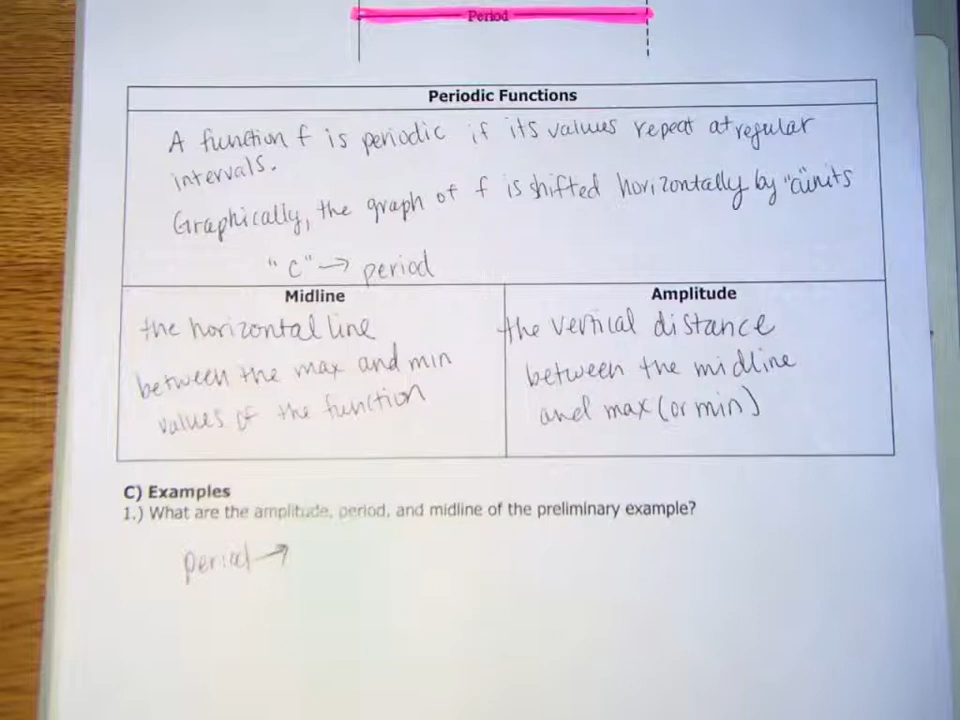 Period
Periodic Functions
A function f is periodic if its values repeat at regular
intervals.
Graphically, the graph of f is shifted horizontally by "c" units
"c" → period
Midline
the horizontal line
between the max and min
values of the function
Amplitude
the vertical distance
between the midline
and max (or min)
C) Examples
1.) What are the amplitude, period, and midline of the preliminary example?
period →